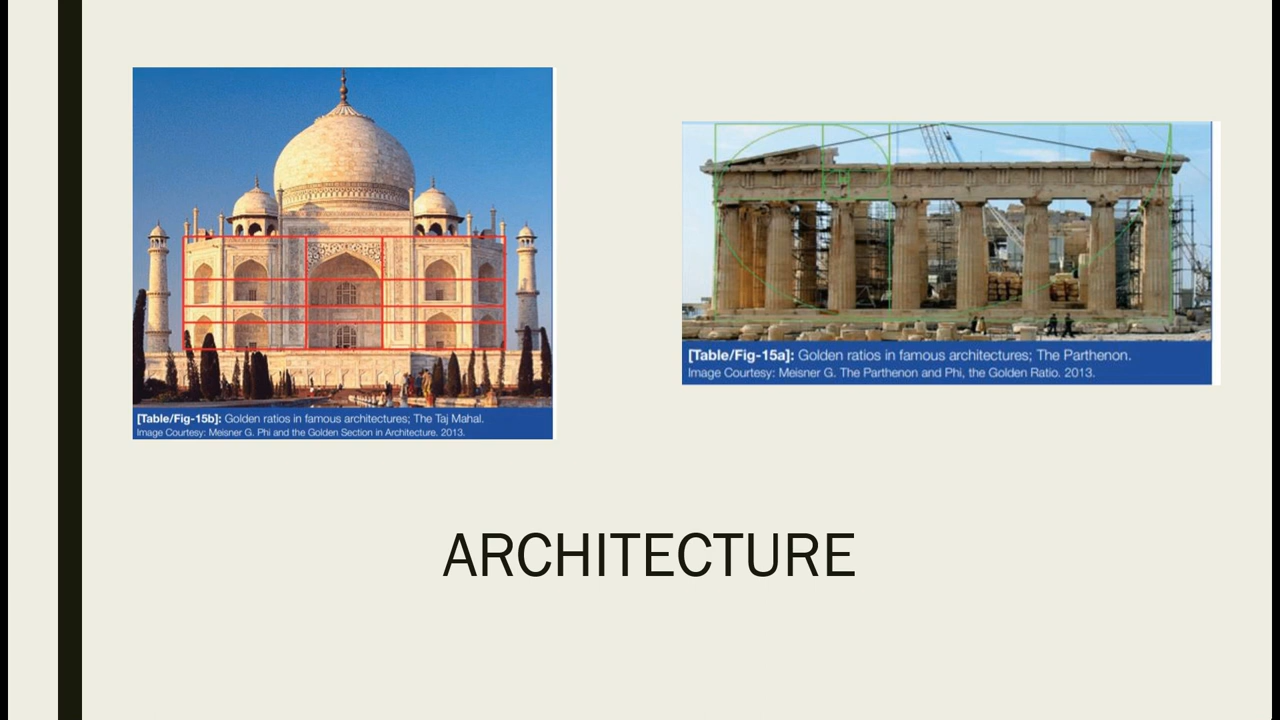 [Table/Fig-15b]: Golden ratios in famous architectures; The Taj Mahal.
Image Courtesy: Meisner G. Phi and the Golden Section in Architecture. 2013.
[Table/Fig-15a]: Golden ratios in famous architectures; The Parthenon.
Image Courtesy: Meisner G. The Parthenon and Phi, the Golden Ratio. 2013.
ARCHITECTURE